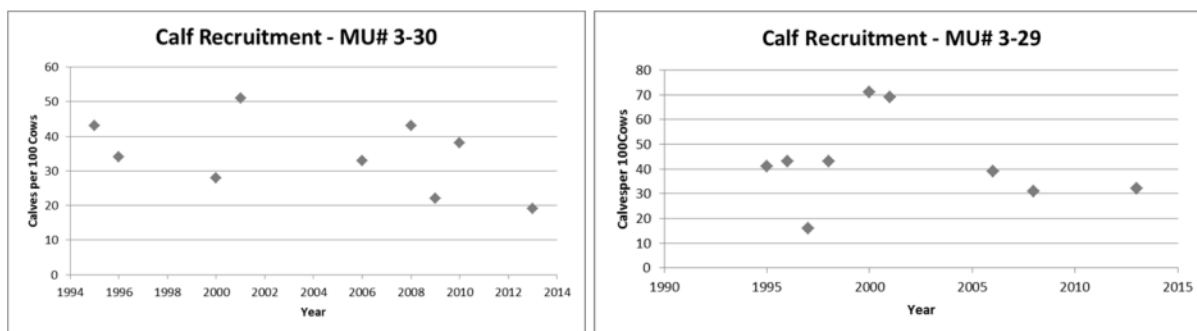 Calf Recruitment - MU# 3-30
60
50
40
30
20
10
0
Calves per 100 Cows
1994 1996 1998 2000 2002 2004 2006 2008 2010 2012 2014
Year
Calf Recruitment - MU# 3-29
80
70
60
50
40
30
20
10
0
Calvesper 100Cows
1990 1995 2000 2005 2010 2015
Year